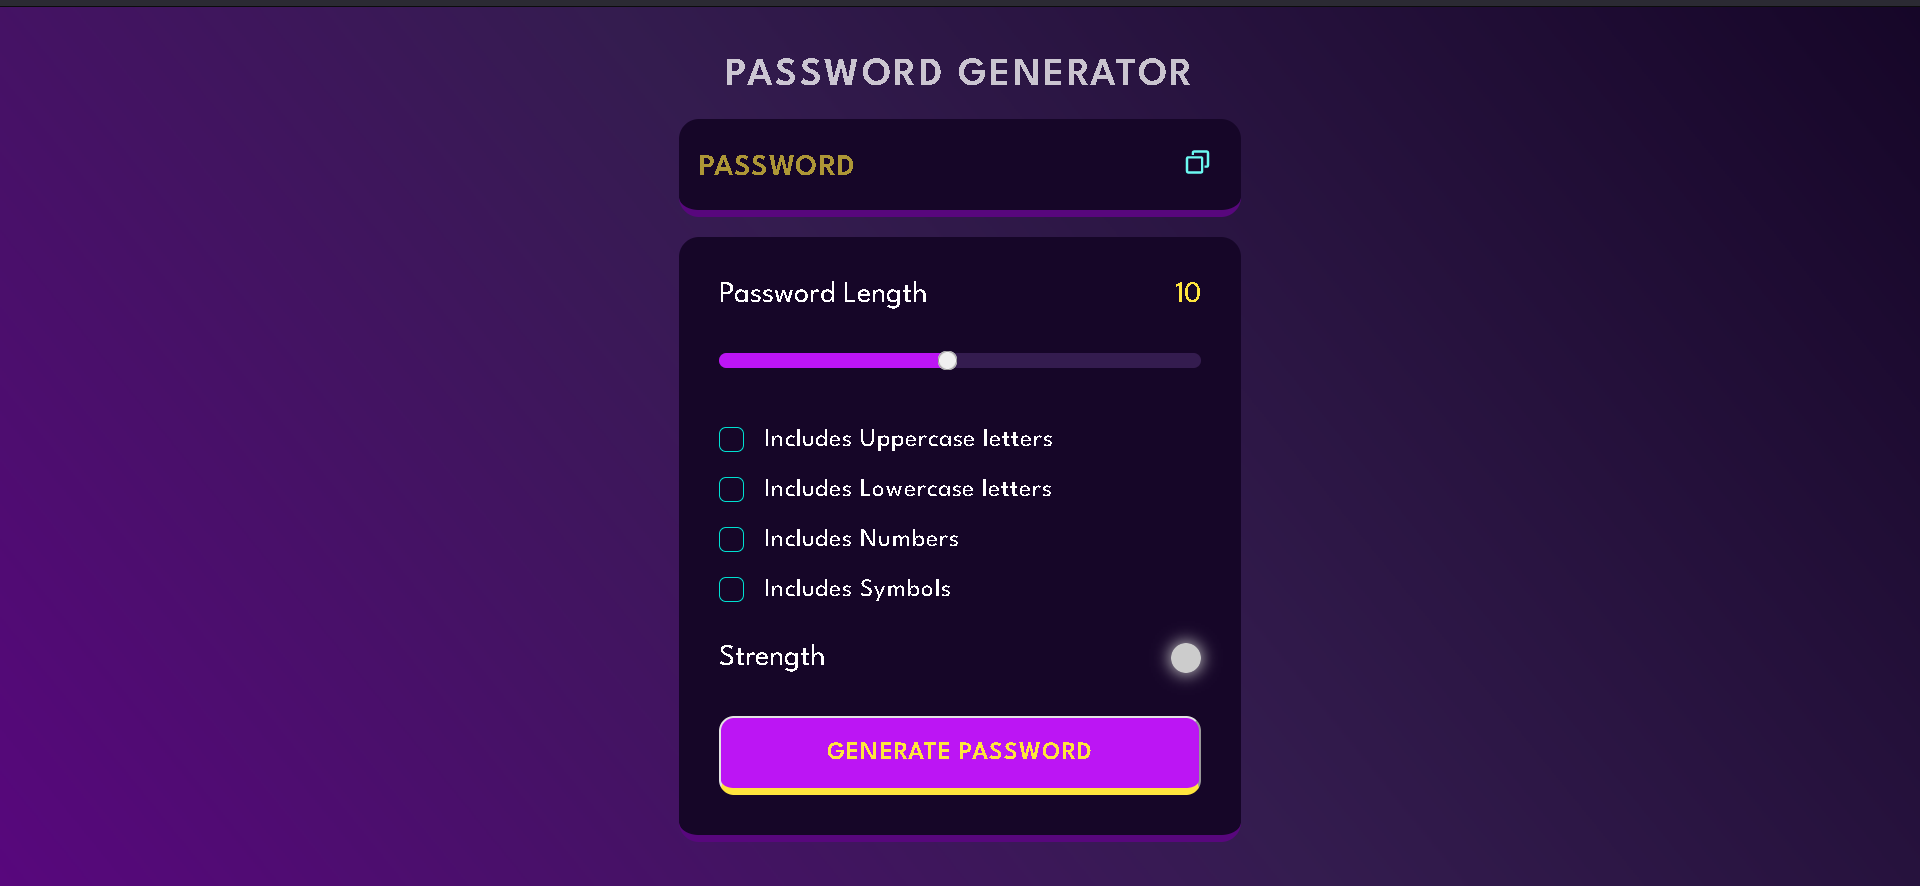 PASSWORD GENERATOR
PASSWORD
Password Length 10
Includes Uppercase letters
Includes Lowercase letters
Includes Numbers
Includes Symbols
Strength
GENERATE PASSWORD